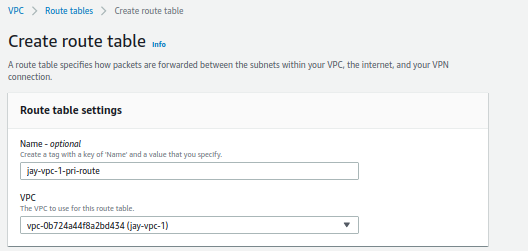 VPC > Route tables > Create route table
Create route table Info
A route table specifies how packets are forwarded between the subnets within your VPC, the internet, and your VPN
connection.
Route table settings
Name - optional
Create a tag with a key of 'Name' and a value that you specify.
jay-vpc-1-pri-route
VPC
The VPC to use for this route table.
vpc-0b724a44f8a2bd434 (jay-vpc-1)